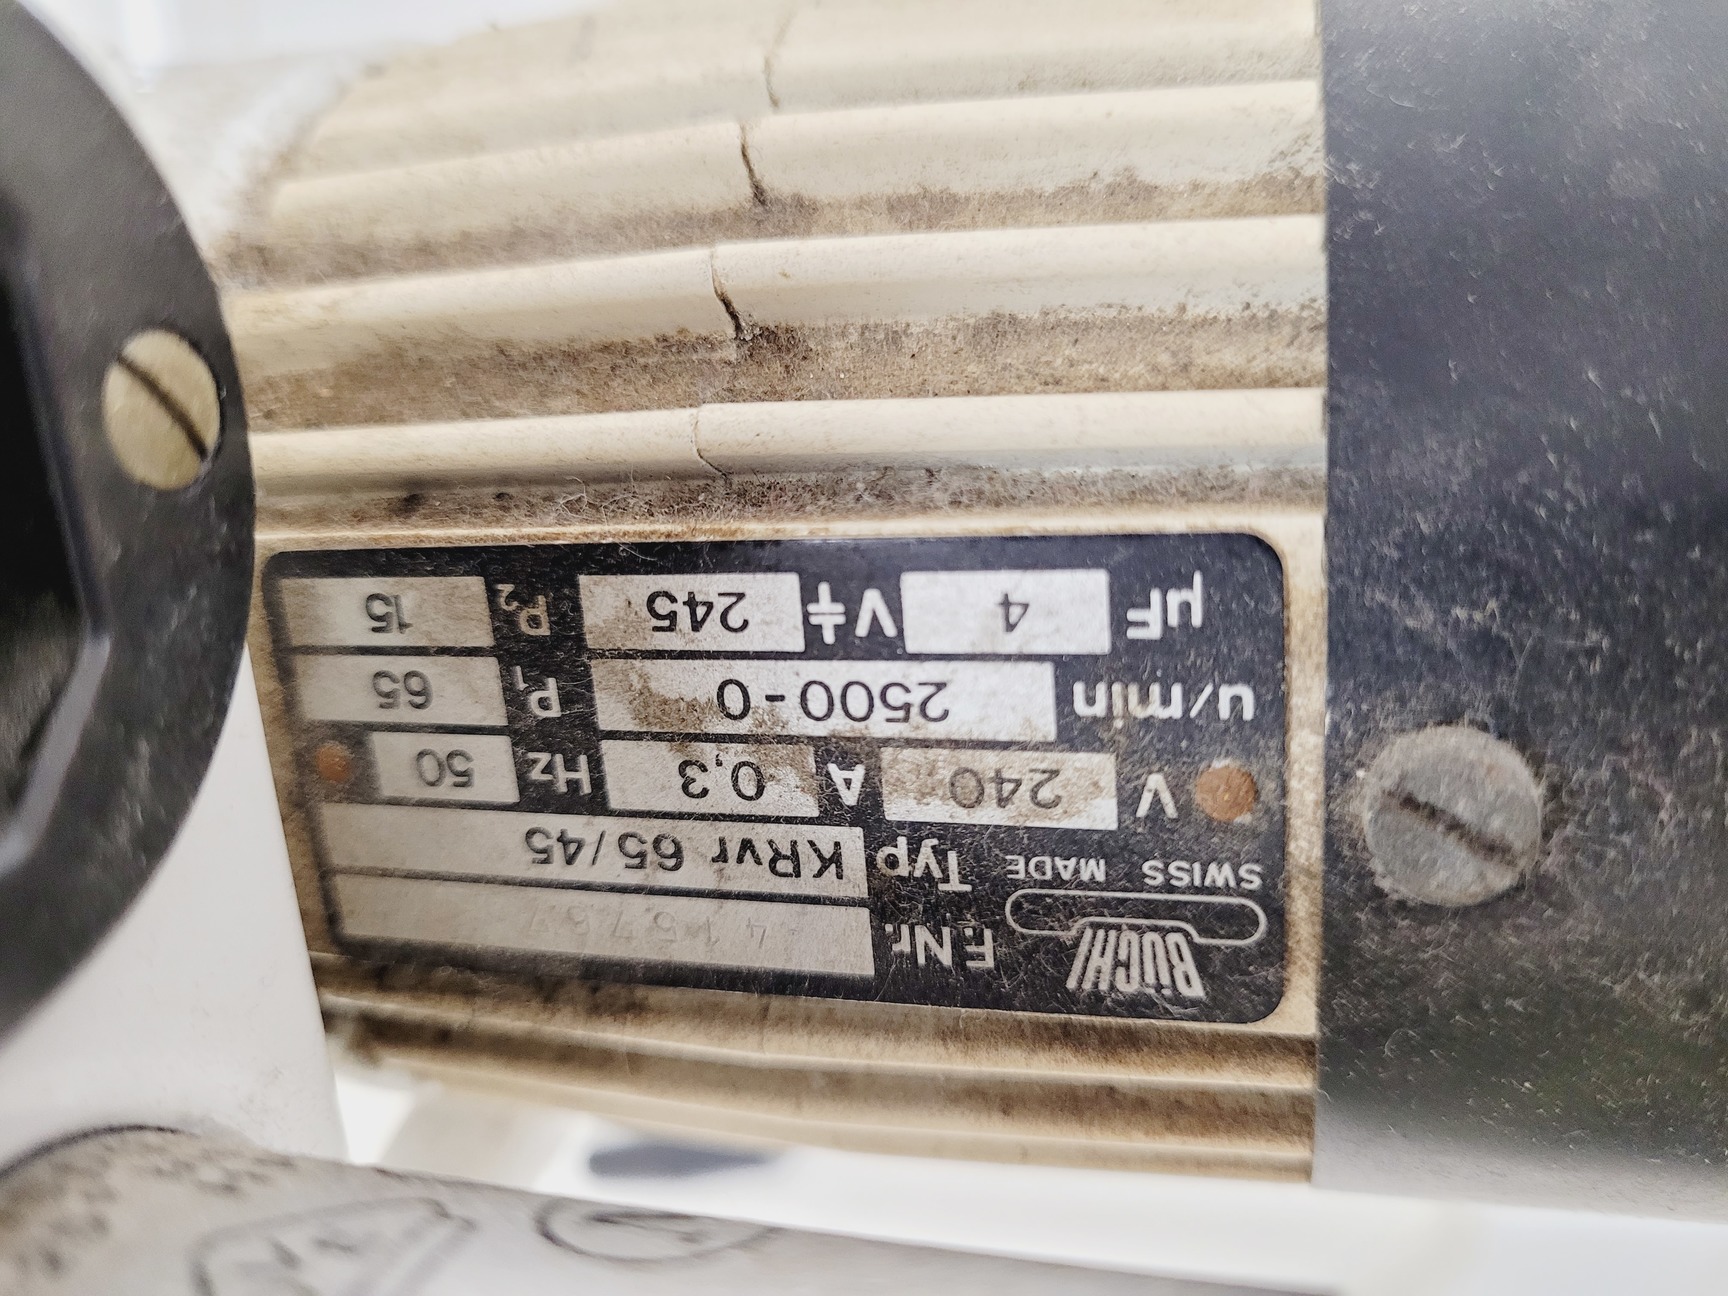 BÜCHI
SWISS MADE
F.Nr.
Typ KRvr 65/45
V 240 A 0,3 Hz 50
u/min 2500-0 P1 65
µF 4 V 245 P2 15